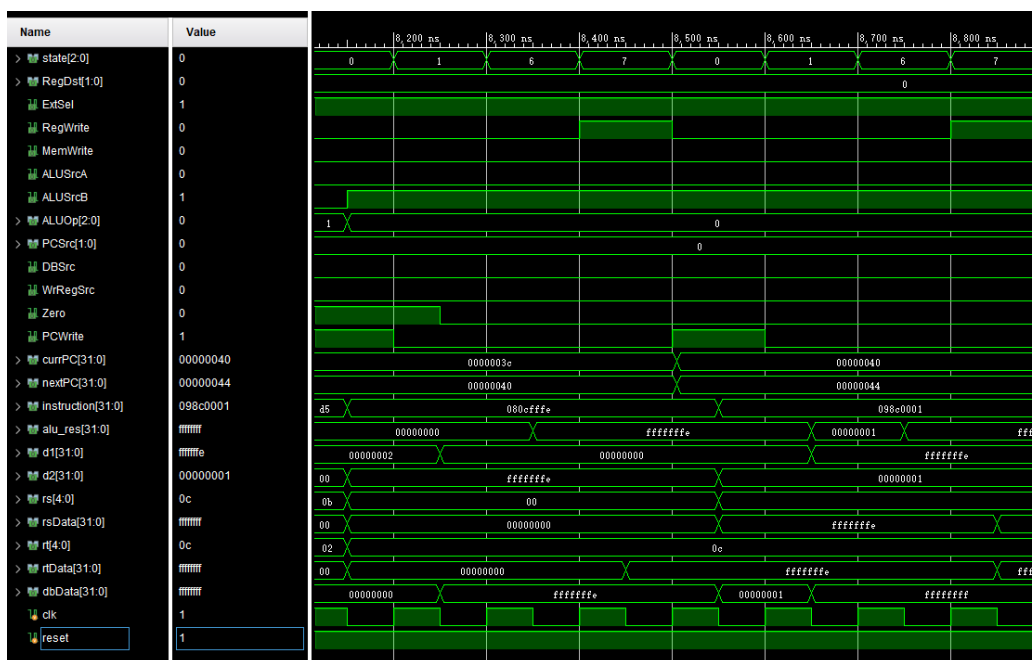 Name Value
8,200 ns 8,300 ns 8,400 ns 8,500 ns 8,600 ns 8,700 ns 8,800 ns
state[2:0] 0 0 1 6 7 0 1 6 7
RegDst[1:0] 0 0
ExtSel 1
RegWrite 0
MemWrite 0
ALUSrcA 0
ALUSrcB 1
ALUOp[2:0] 0 1 0
PCSrc[1:0] 0 0
DBSrc 0
WrRegSrc 0
Zero 0
PCWrite 1
currPC[31:0] 00000040 0000003c 00000040
nextPC[31:0] 00000044 00000040 00000044
instruction[31:0] 098c0001 d5 080cfffe 098c0001
alu_res[31:0] ffffffff 00000000 fffffffe 00000001 fff
d1[31:0] fffffffe 00000002 00000000 fffffffe
d2[31:0] 00000001 00 fffffffe 00000001
rs[4:0] 0c 0b 00
rsData[31:0] ffffffff 00 00000000 fffffffe
rt[4:0] 0c 02 0c
rtData[31:0] ffffffff 00 00000000 fffffffe fff
dbData[31:0] ffffffff 00000000 fffffffe 00000001 ffffffff
clk 1
reset 1